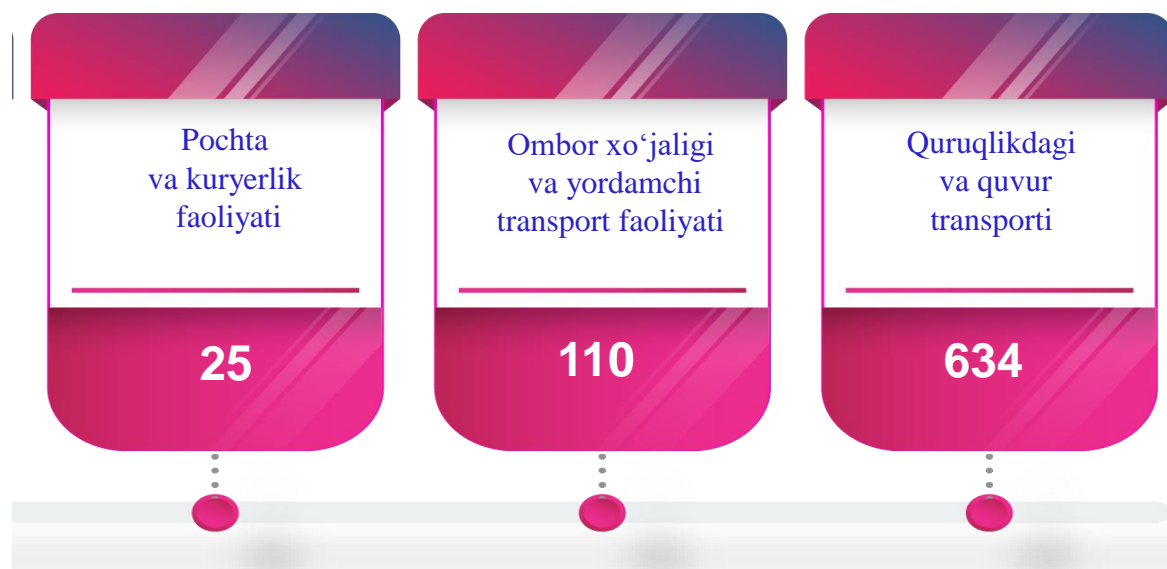 Pochta
va kuryerlik
faoliyati
25
Ombor xo‘jaligi
va yordamchi
transport faoliyati
110
Quruqlikdagi
va quvur
transporti
634